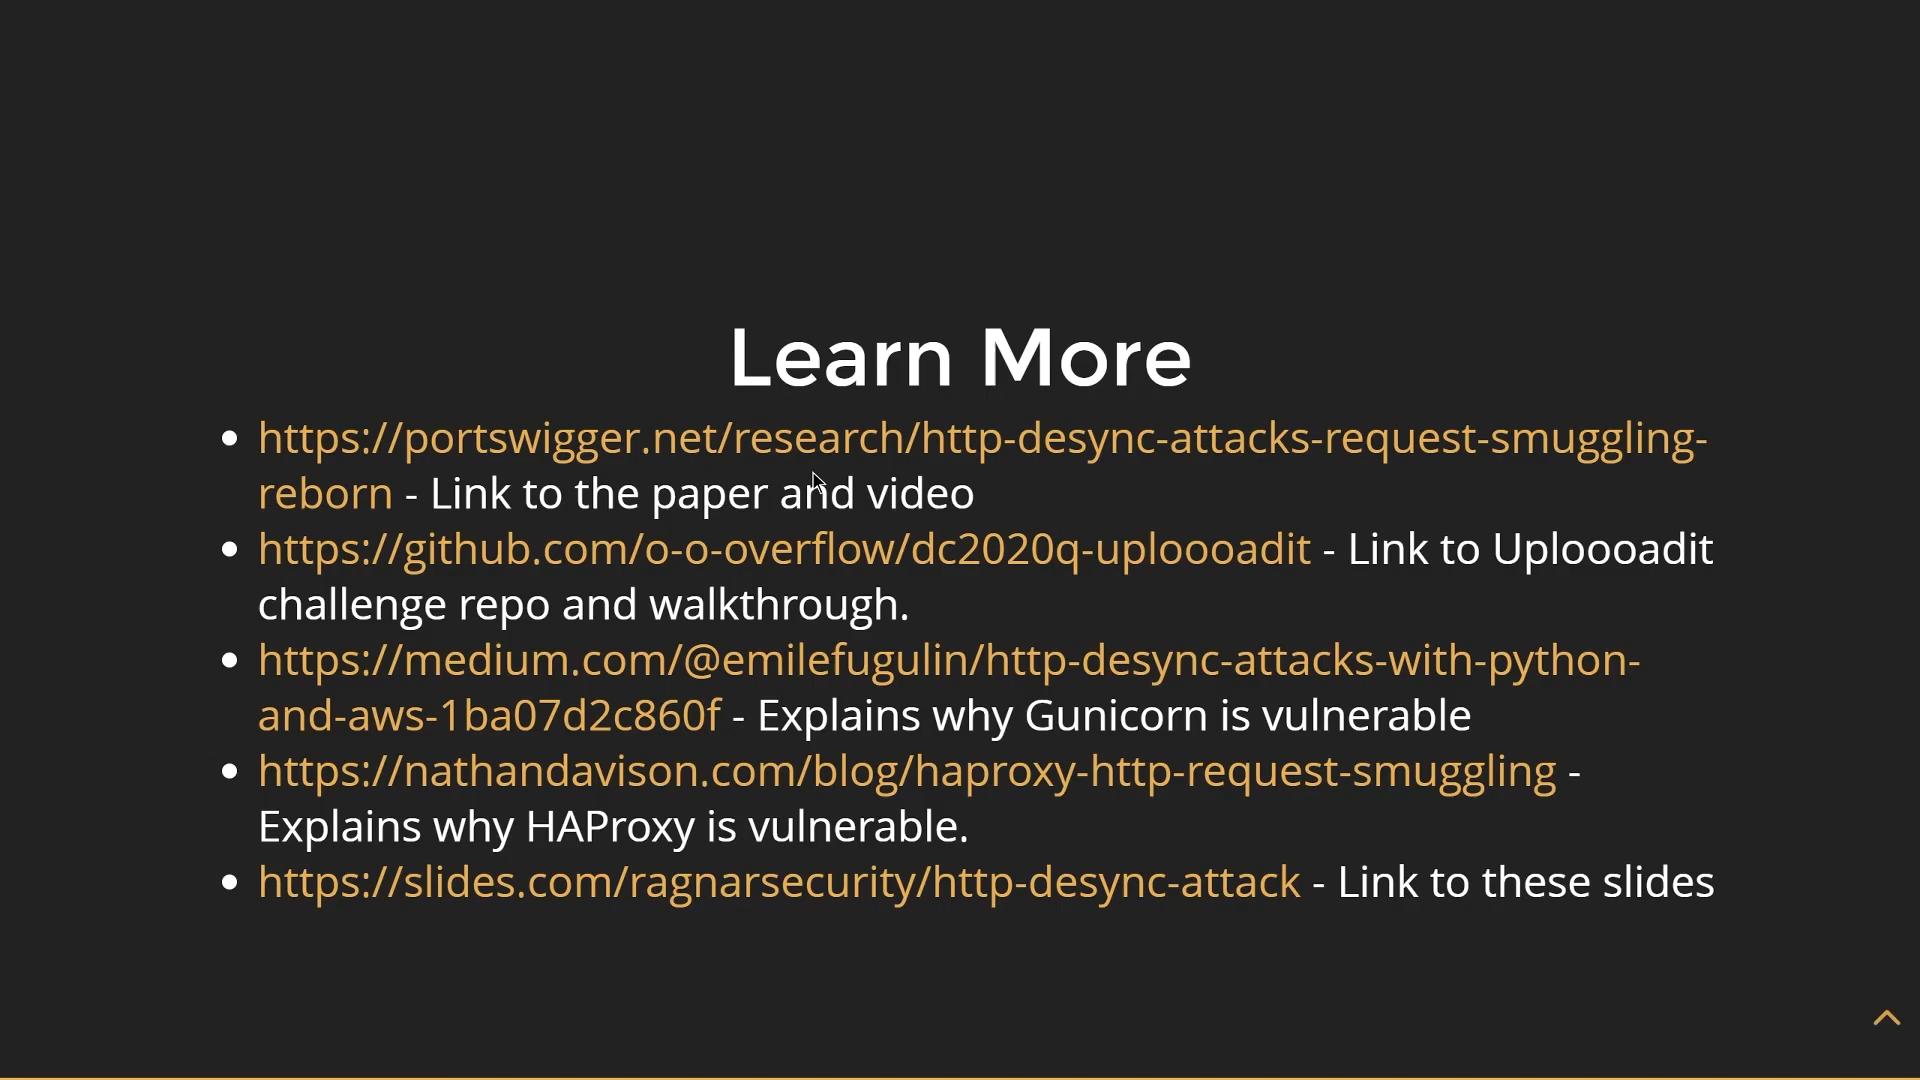 Learn More
https://portswigger.net/research/http-desync-attacks-request-smuggling-
reborn - Link to the paper and video
https://github.com/o-o-overflow/dc2020q-uploooadit - Link to Uploooadit
challenge repo and walkthrough.
https://medium.com/@emilefugulin/http-desync-attacks-with-python-
and-aws-1ba07d2c860f - Explains why Gunicorn is vulnerable
https://nathandavison.com/blog/haproxy-http-request-smuggling -
Explains why HAProxy is vulnerable.
https://slides.com/ragnarsecurity/http-desync-attack - Link to these slides